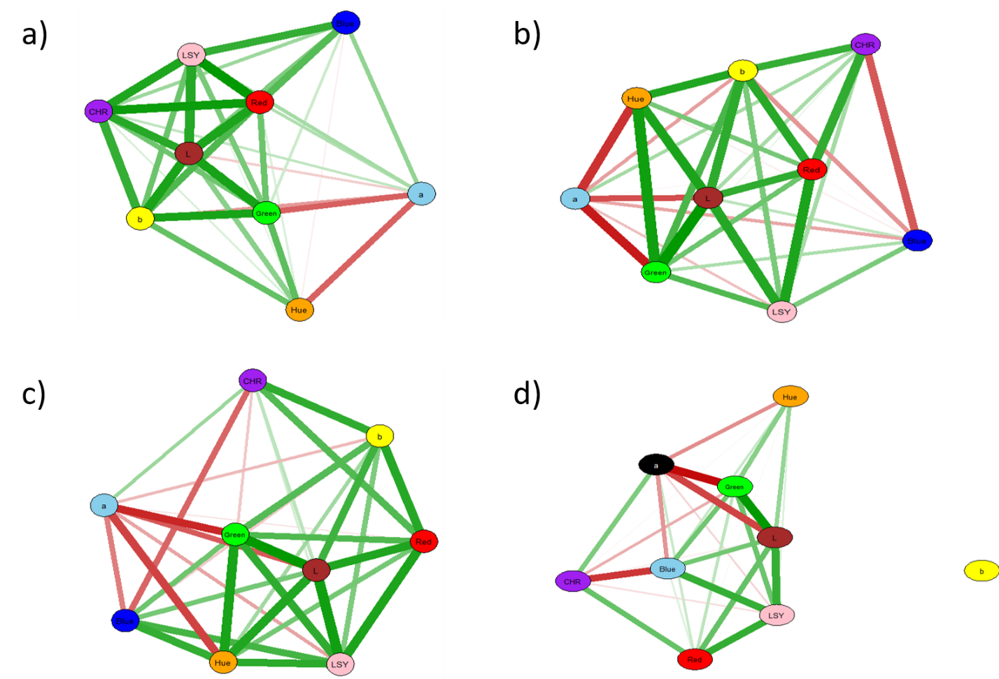 a)
Blue
LSY
Red
CHR
L
a
b
Green
Hue
b)
CHR
b
Hue
Red
a
L
Blue
Green
LSY
c)
CHR
b
a
Green
Red
L
Blue
Hue
LSY
d)
Hue
a
Green
L
Blue
b
CHR
LSY
Red